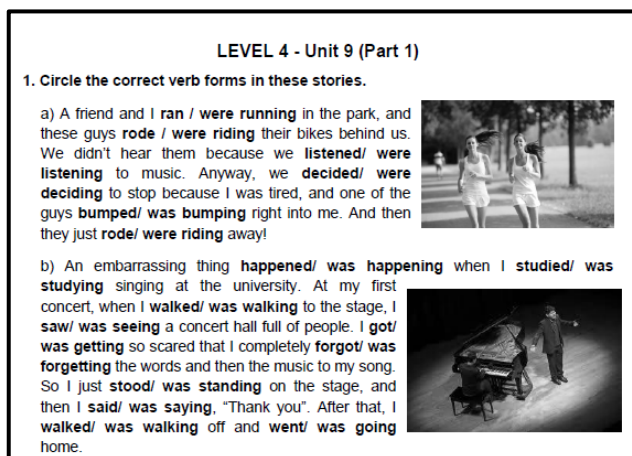 LEVEL 4 - Unit 9 (Part 1)
1. Circle the correct verb forms in these stories.
a) A friend and I ran / were running in the park, and
these guys rode / were riding their bikes behind us.
We didn't hear them because we listened/ were
listening to music. Anyway, we decided/ were
deciding to stop because I was tired, and one of the
guys bumped/ was bumping right into me. And then
they just rode/ were riding away!
b) An embarrassing thing happened/ was happening when I studied/ was
studying singing at the university. At my first
concert, when I walked/ was walking to the stage, I
saw/ was seeing a concert hall full of people. I got/
was getting so scared that I completely forgot/ was
forgetting the words and then the music to my song.
So I just stood/ was standing on the stage, and
then I said/ was saying, “Thank you”. After that, I
walked/ was walking off and went/ was going
home.